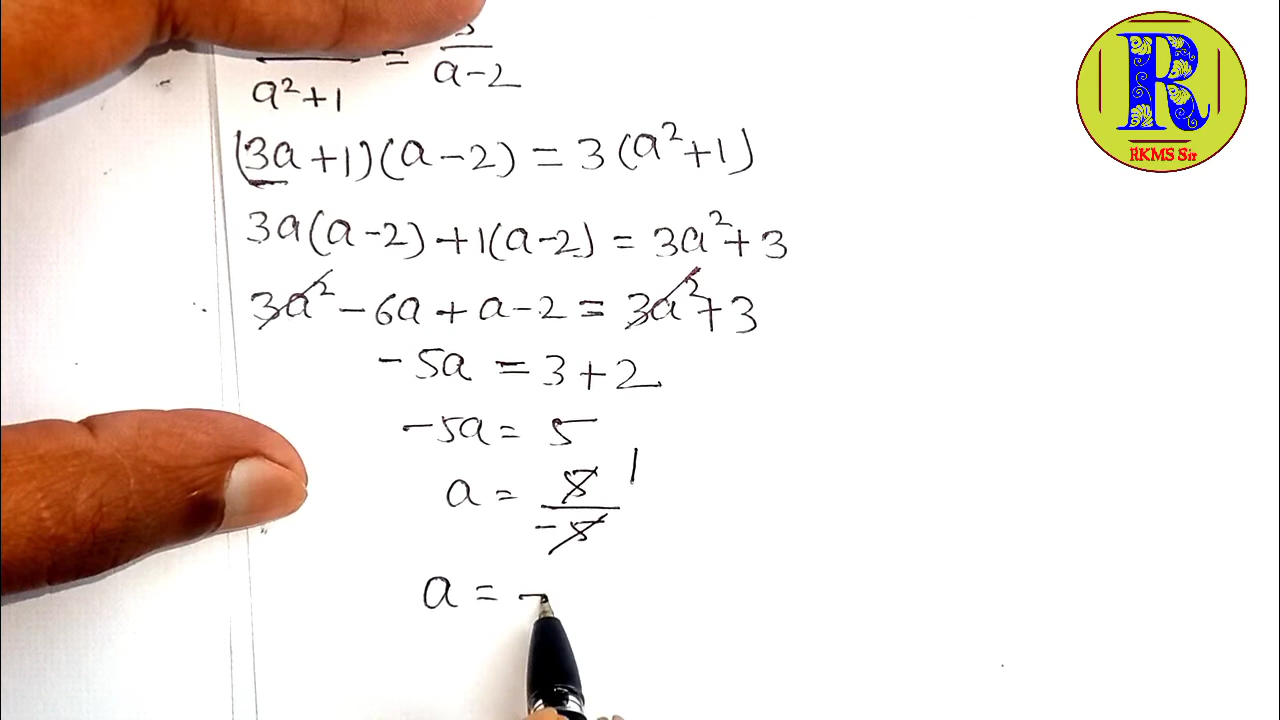 a²+1 = a-2
(3a+1)(a-2) = 3(a²+1)
3a(a-2)+1(a-2) = 3a²+3
3a²-6a+a-2 = 3a²+3
-5a = 3+2
-5a = 5
a = 5/-5 1
a = -
R
RKMS Sir